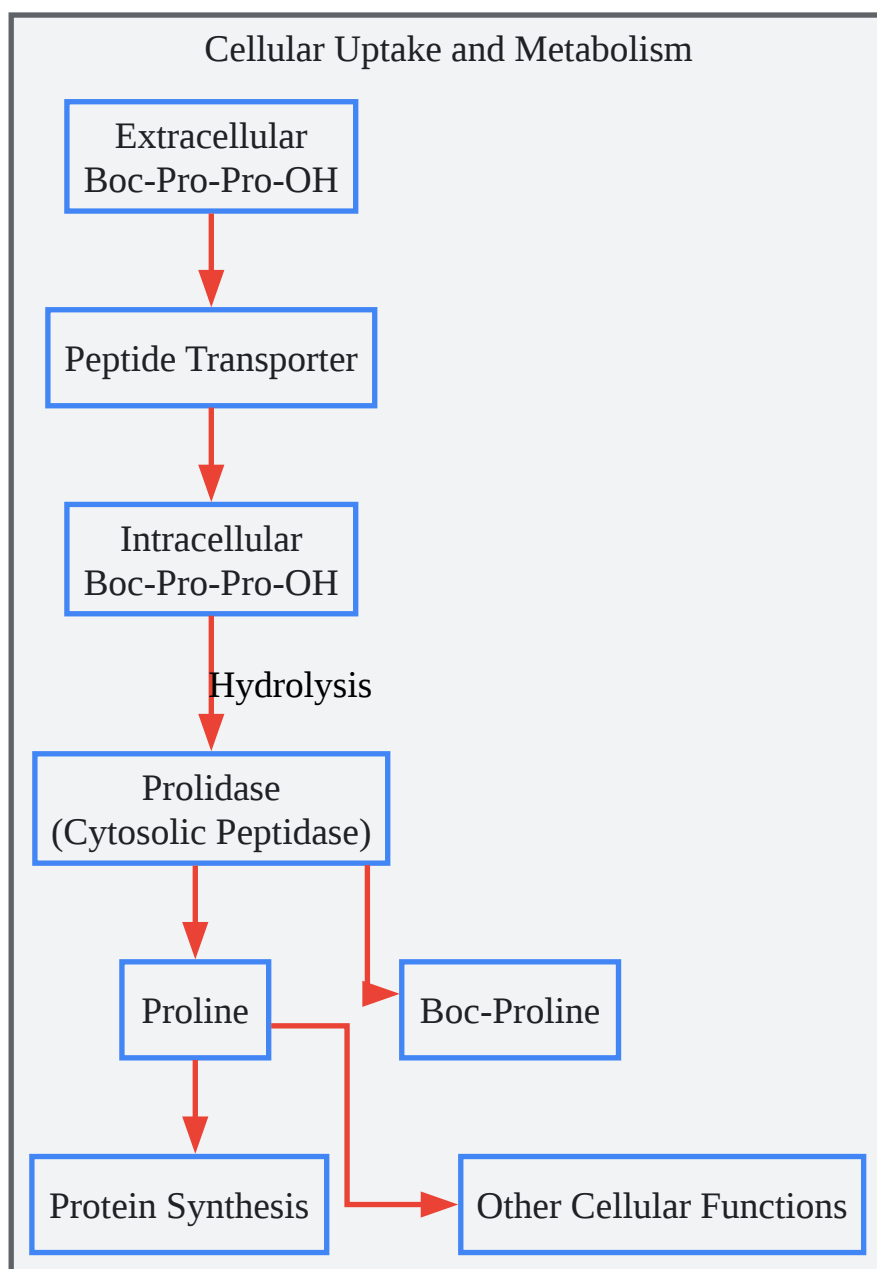 Cellular Uptake and Metabolism
Extracellular
Boc-Pro-Pro-OH
Peptide Transporter
Intracellular
Boc-Pro-Pro-OH
Hydrolysis
Prolidase
(Cytosolic Peptidase)
Proline
Boc-Proline
Protein Synthesis
Other Cellular Functions